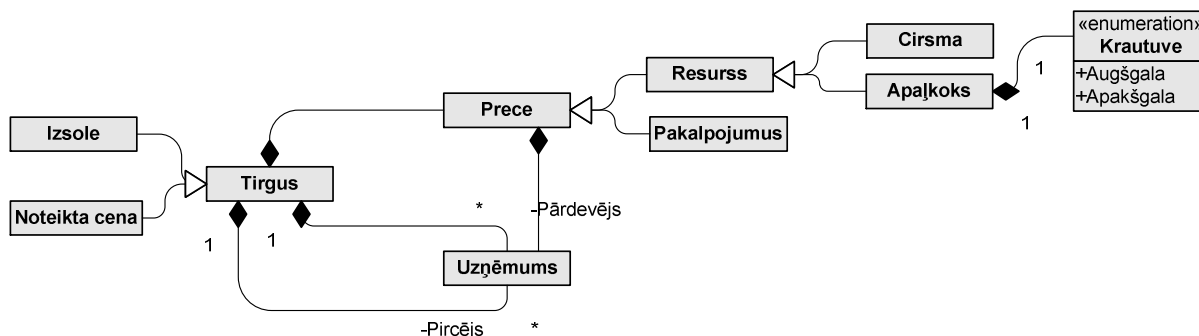 «enumeration»
Krautuve
+Augšgala
+Apakšgala
Cirsma
Resurss
1
Apaļkoks
1
Prece
Izsole
Pakalpojumus
Tirgus
Noteikta cena
*
-Pārdevējs
1
1
Uzņēmums
-Pircējs
*